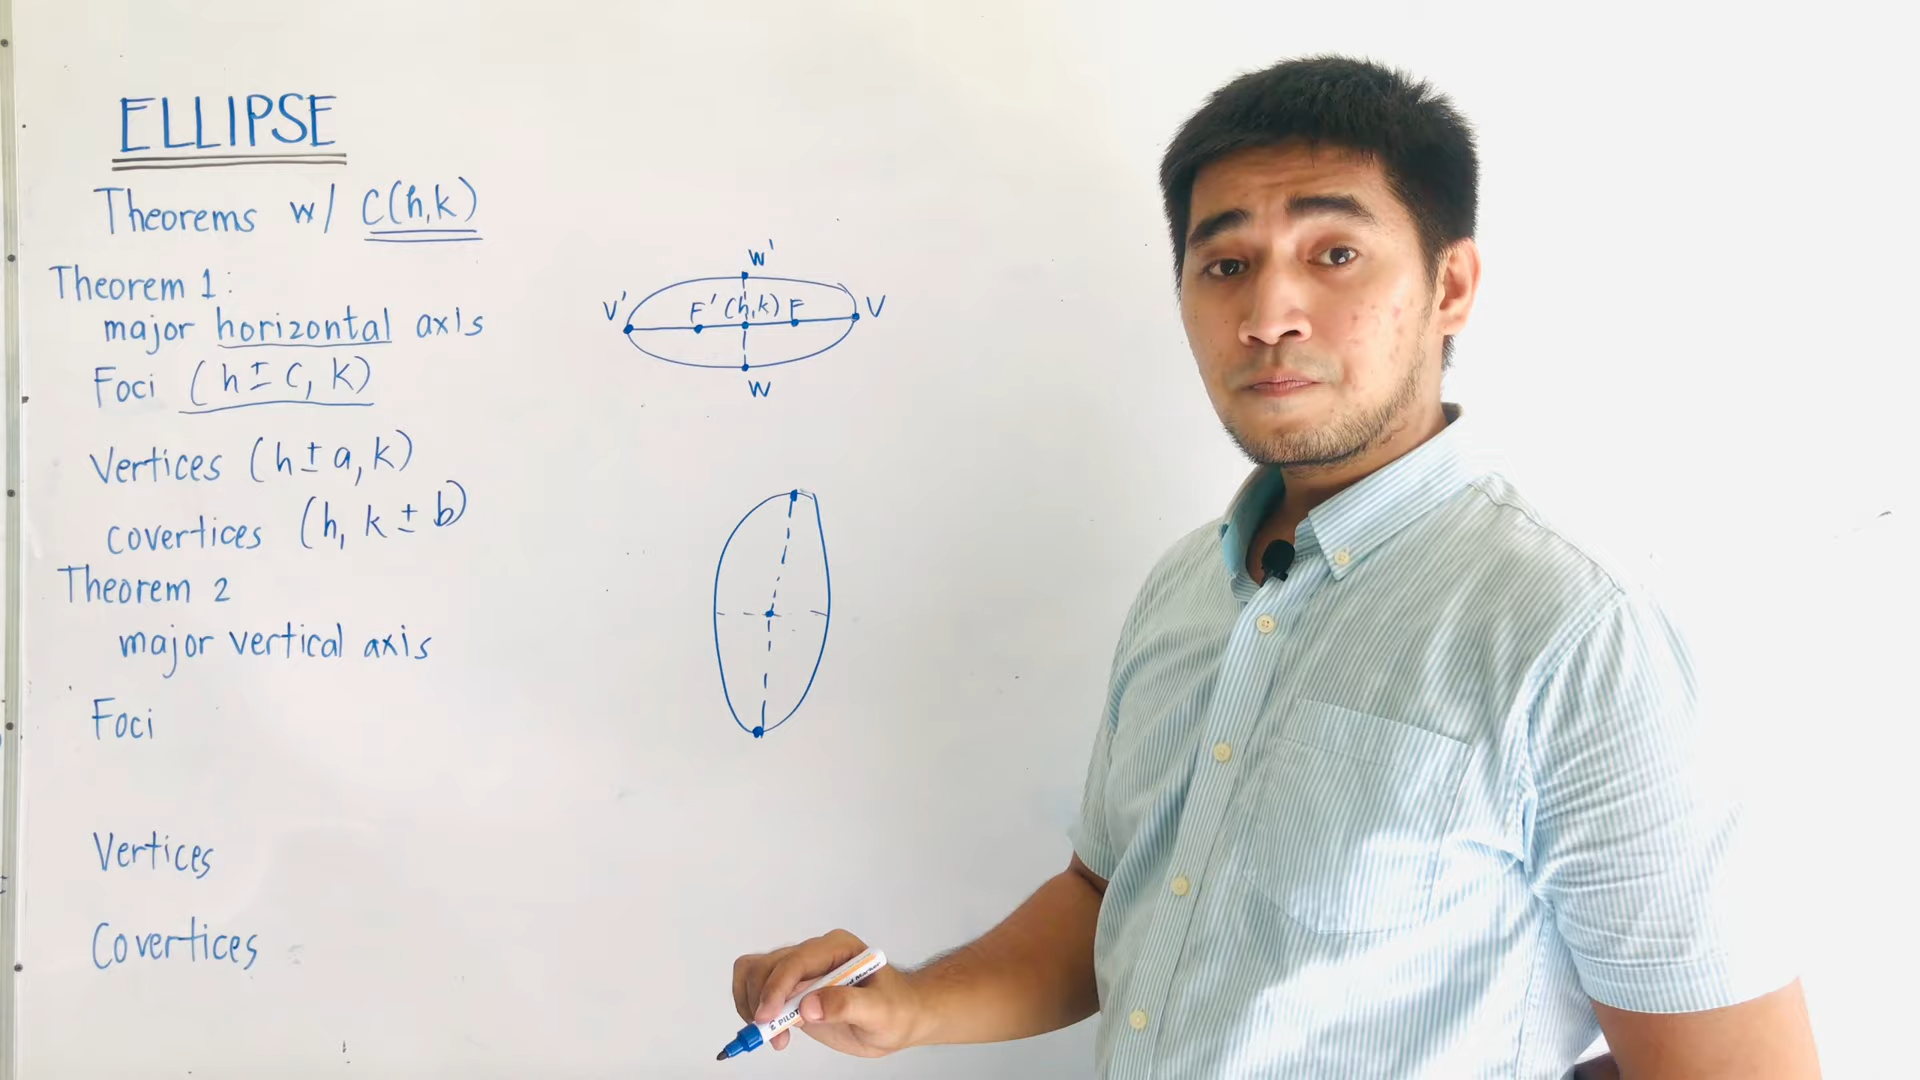 ELLIPSE
Theorems w/ C(h,k)
Theorem 1:
major horizontal axis
Foci (h ± c, k)
Vertices (h ± a, k)
covertices (h, k ± b)
Theorem 2
major vertical axis
Foci
Vertices
Covertices
W'
V' F' (h,k) F V
W
PILOT